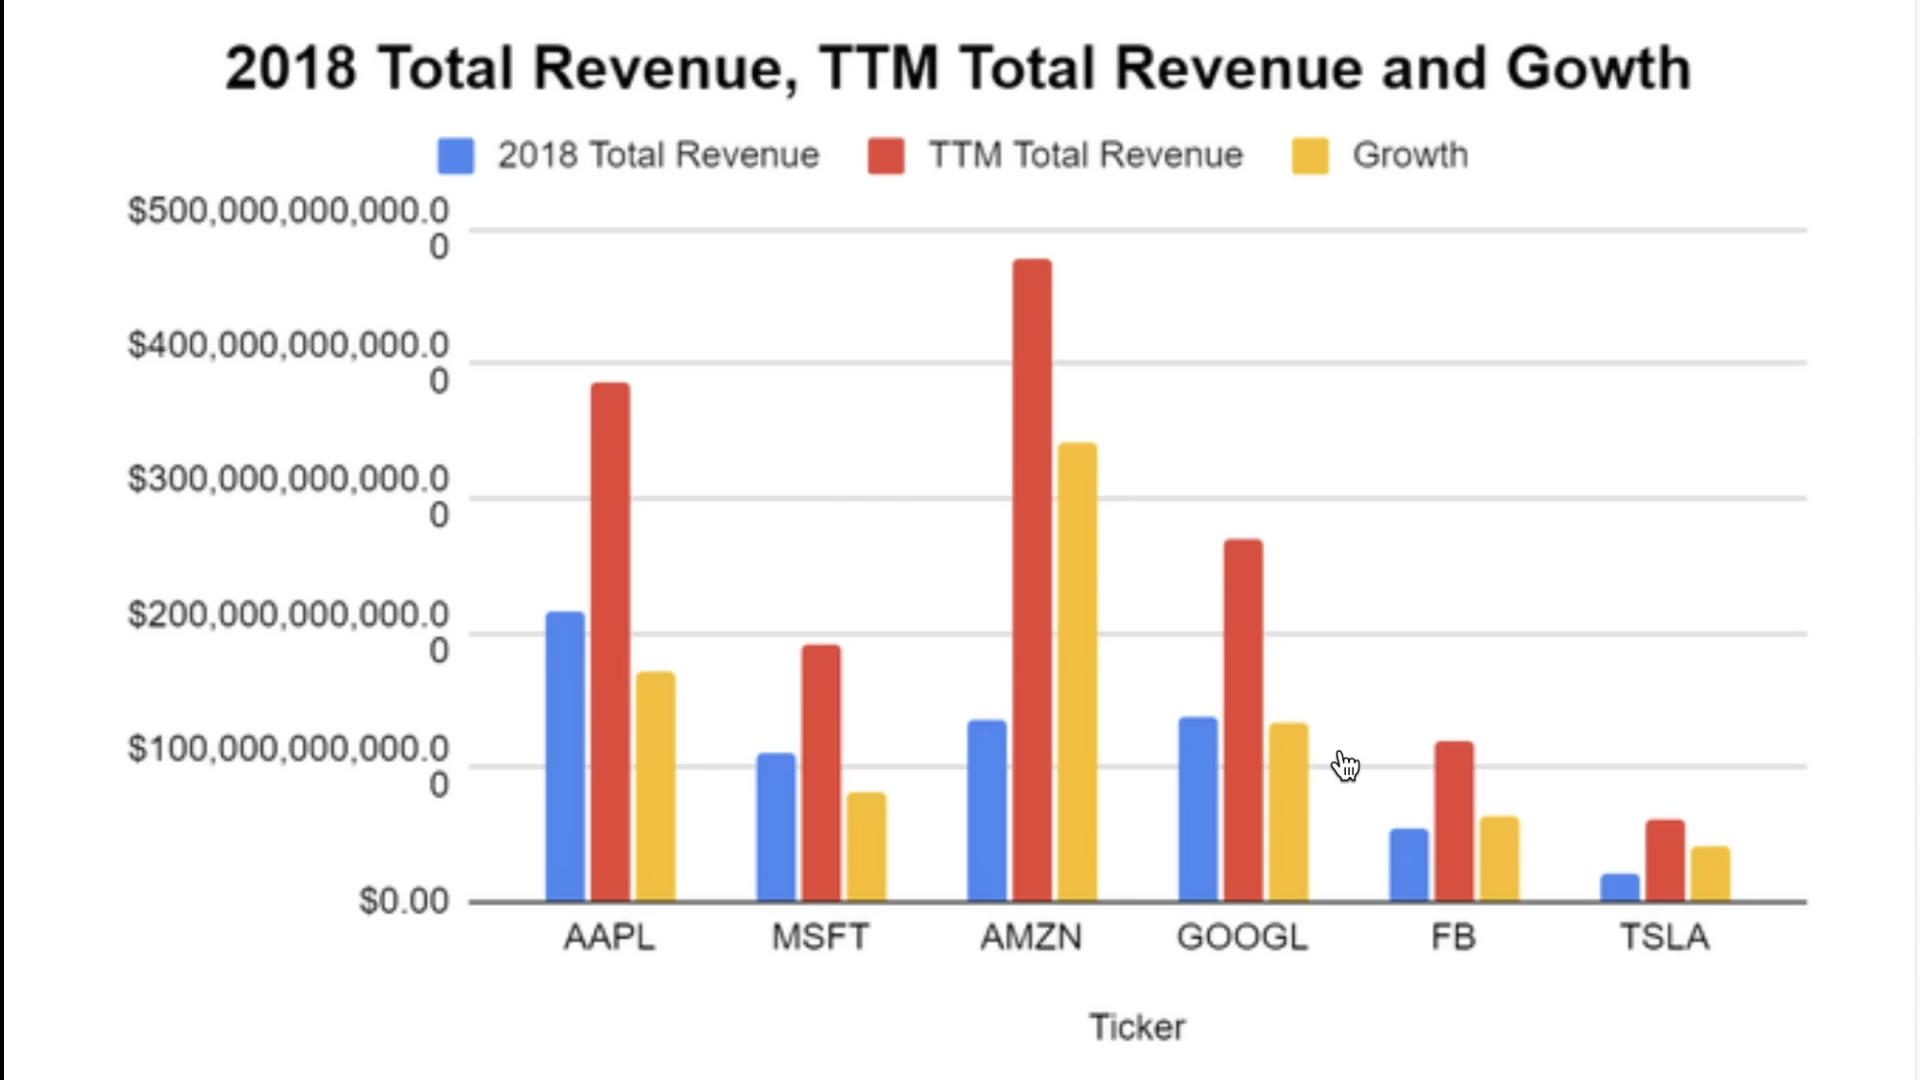 2018 Total Revenue, TTM Total Revenue and Gowth
2018 Total Revenue TTM Total Revenue Growth
$500,000,000,000.0
0
$400,000,000,000.0
0
$300,000,000,000.0
0
$200,000,000,000.0
0
$100,000,000,000.0
0
$0.00
AAPL MSFT AMZN GOOGL FB TSLA
Ticker